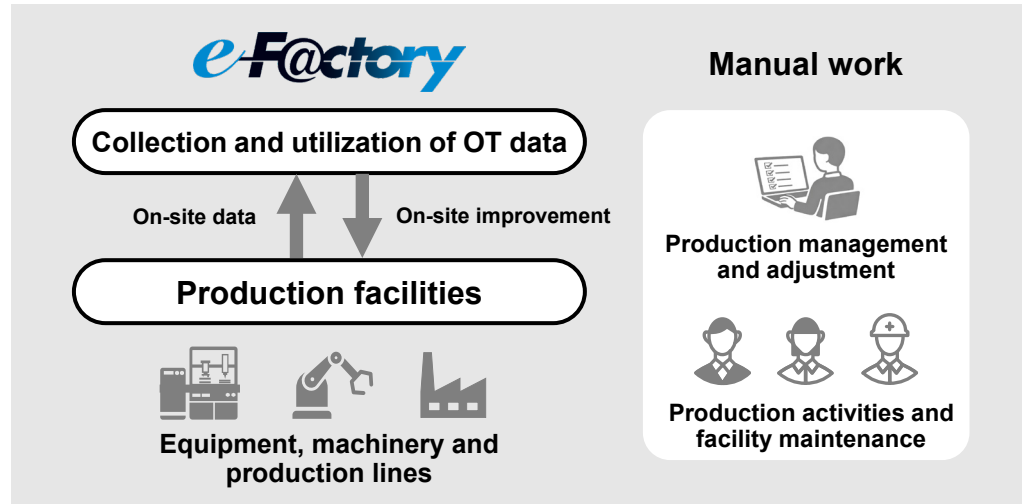 e-F@ctory
Collection and utilization of OT data
On-site data
On-site improvement
Production facilities
Equipment, machinery and
production lines
Manual work
Production management
and adjustment
Production activities and
facility maintenance